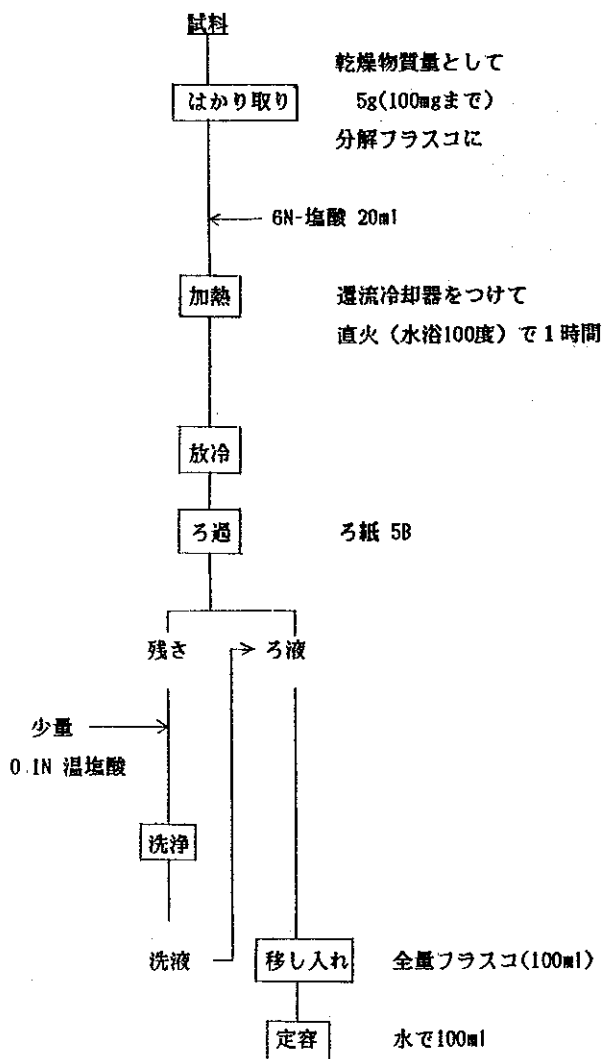 試料
はかり取り
乾燥物質量として
5g(100mgまで)
分解フラスコに
6N-塩酸 20ml
加熱
還流冷却器をつけて
直火（水浴100度）で1時間
放冷
ろ過
ろ紙 5B
残さ
ろ液
少量
0.1N 温塩酸
洗浄
洗液
移し入れ
全量フラスコ(100ml)
定容
水で100ml